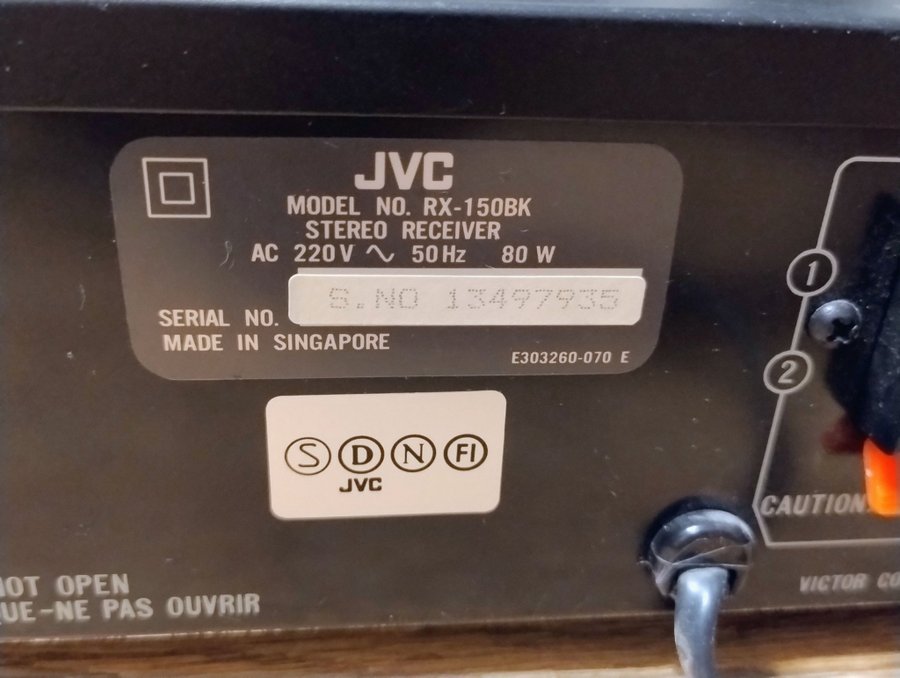 JVC
MODEL NO. RX-150BK
STEREO RECEIVER
AC 220V ~ 50Hz 80 W
S.NO 13497935
SERIAL NO.
MADE IN SINGAPORE
E303260-070 E
S D N FI
JVC
1
2
CAUTION:
VICTOR CO
NOT OPEN
UE-NE PAS OUVRIR